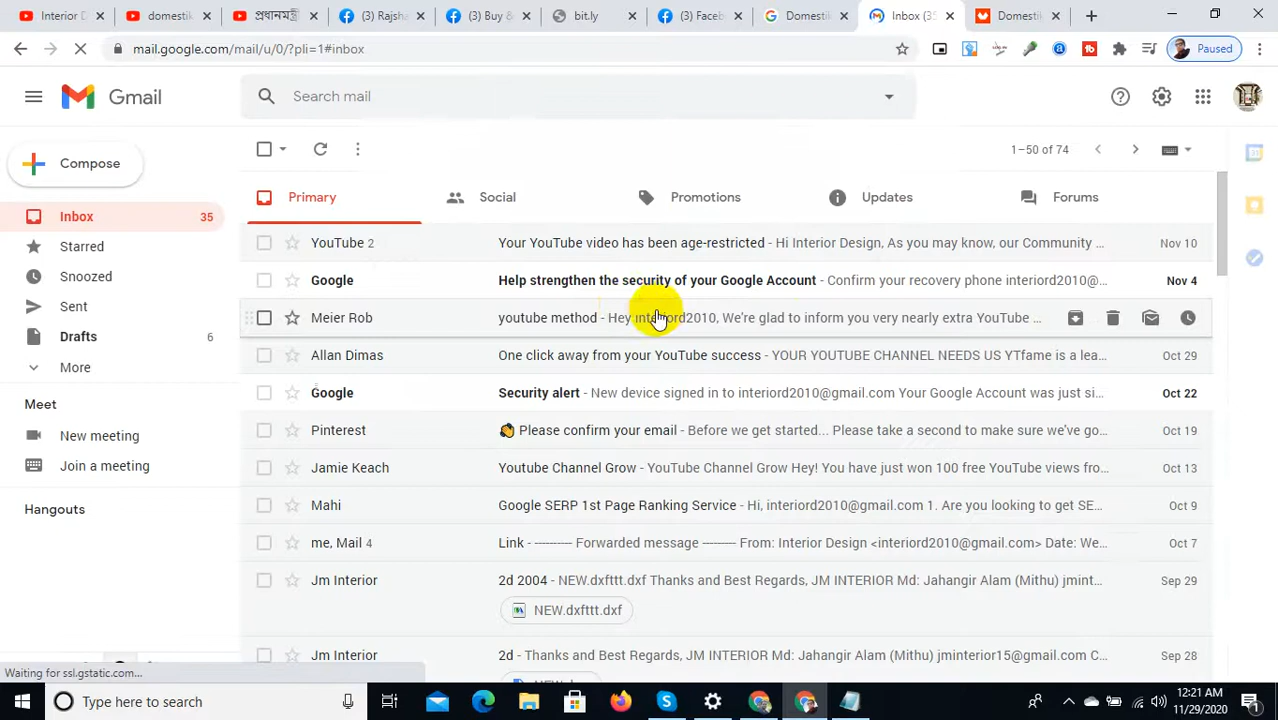 Interior D
domestik
প্রধানমন্ত্রী
(3) Rajsha
(3) Buy &
bit.ly
(3) Faceb
Domesti
Inbox (35
Domesti
mail.google.com/mail/u/0/?pli=1#inbox
Paused
Gmail
Search mail
Compose
1–50 of 74
Primary
Social
Promotions
Updates
Forums
Inbox 35
Starred
Snoozed
Sent
Drafts 6
More
Meet
New meeting
Join a meeting
Hangouts
YouTube 2 Your YouTube video has been age-restricted - Hi Interior Design, As you may know, our Community ... Nov 10
Google Help strengthen the security of your Google Account - Confirm your recovery phone interiord2010@... Nov 4
Meier Rob youtube method - Hey interiord2010, We're glad to inform you very nearly extra YouTube ...
Allan Dimas One click away from your YouTube success - YOUR YOUTUBE CHANNEL NEEDS US YTfame is a lea... Oct 29
Google Security alert - New device signed in to interiord2010@gmail.com Your Google Account was just si... Oct 22
Pinterest 👏 Please confirm your email - Before we get started... Please take a second to make sure we've go... Oct 19
Jamie Keach Youtube Channel Grow - YouTube Channel Grow Hey! You have just won 100 free YouTube views fro... Oct 13
Mahi Google SERP 1st Page Ranking Service - Hi, interiord2010@gmail.com 1. Are you looking to get SE... Oct 9
me, Mail 4 Link - ---------- Forwarded message --------- From: Interior Design <interiord2010@gmail.com> Date: We... Oct 7
Jm Interior 2d 2004 - NEW.dxfttt.dxf Thanks and Best Regards, JM INTERIOR Md: Jahangir Alam (Mithu) jmint... Sep 29
NEW.dxfttt.dxf
Jm Interior 2d - Thanks and Best Regards, JM INTERIOR Md: Jahangir Alam (Mithu) jminterior15@gmail.com C... Sep 28
Waiting for ssl.gstatic.com...
Type here to search
12:21 AM
11/29/2020